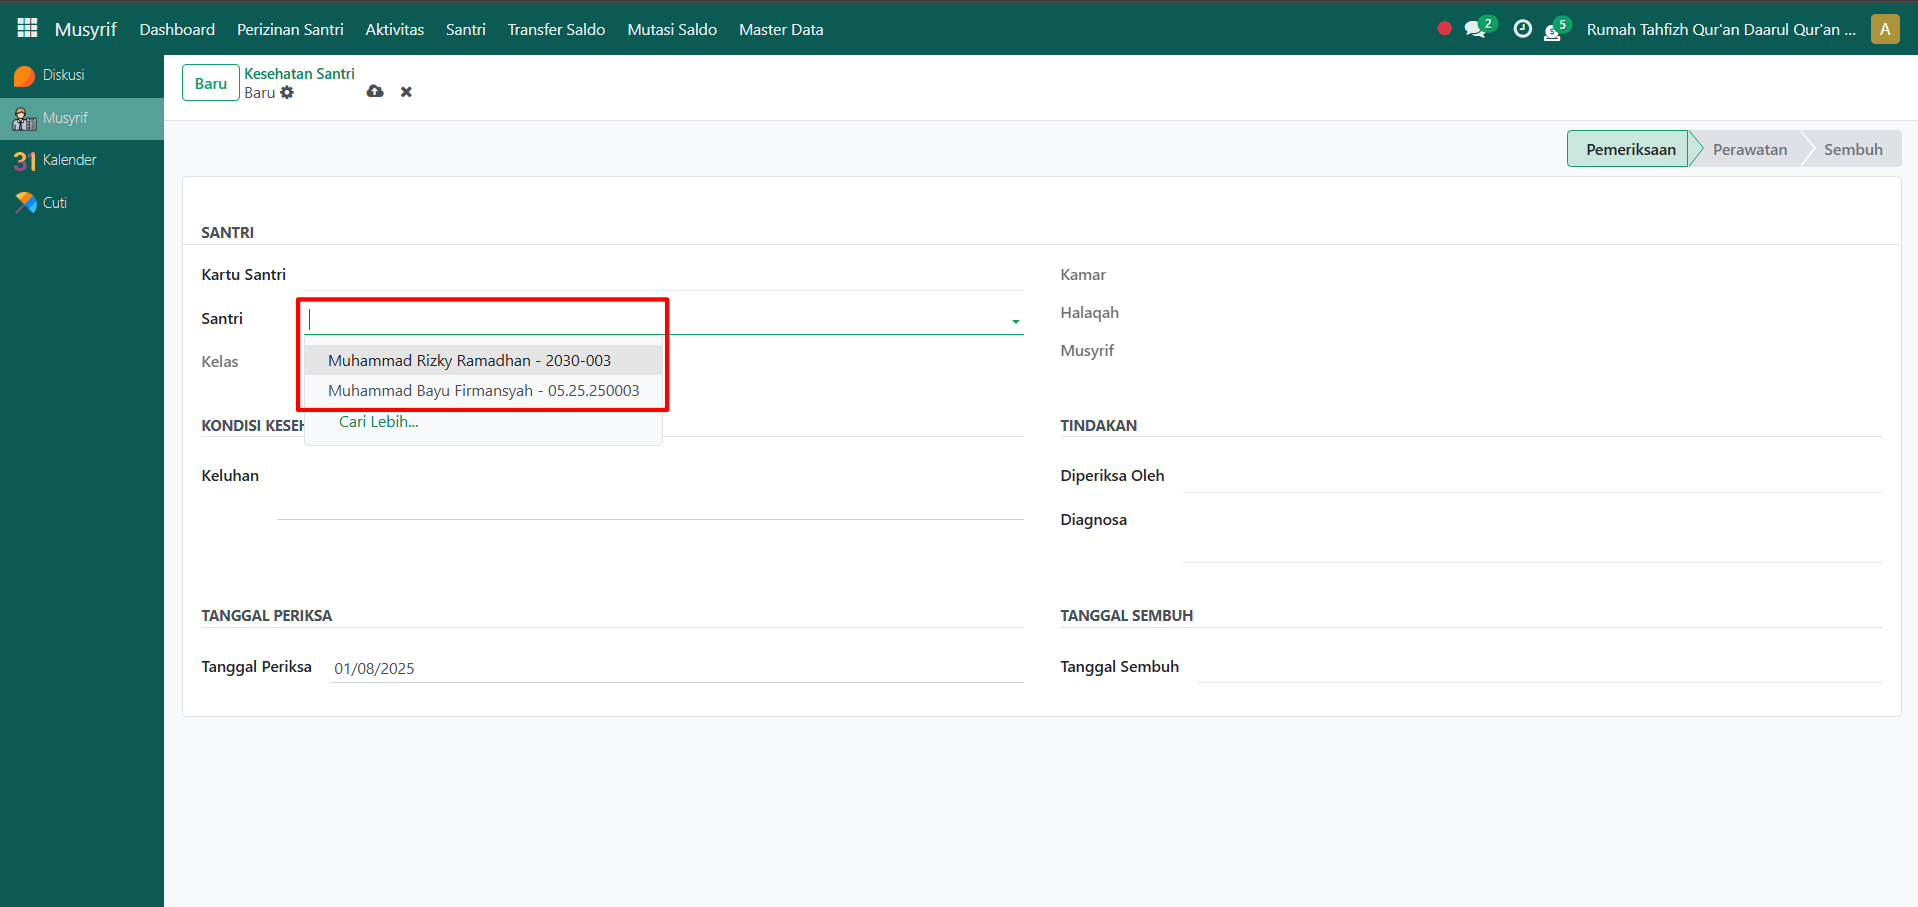 Musyrif Dashboard Perizinan Santri Aktivitas Santri Transfer Saldo Mutasi Saldo Master Data 2 5 Rumah Tahfizh Qur'an Daarul Qur'an ... A
Diskusi
Musyrif
31 Kalender
Cuti
Baru Kesehatan Santri
Baru
Pemeriksaan Perawatan Sembuh
SANTRI
Kartu Santri
Santri
Muhammad Rizky Ramadhan - 2030-003
Muhammad Bayu Firmansyah - 05.25.250003
Cari Lebih...
Kelas
Kamar
Halaqah
Musyrif
KONDISI KESEH
Keluhan
TINDAKAN
Diperiksa Oleh
Diagnosa
TANGGAL PERIKSA
Tanggal Periksa 01/08/2025
TANGGAL SEMBUH
Tanggal Sembuh